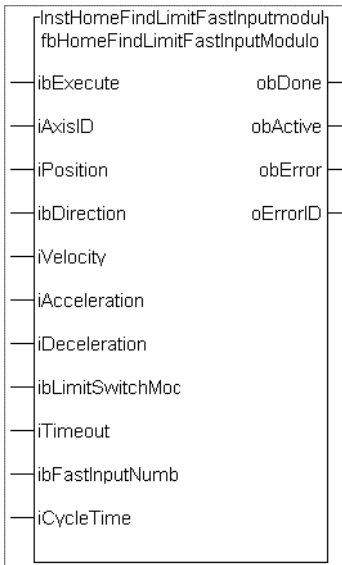 InstHomeFindLimitFastInputmodul
fbHomeFindLimitFastInputModulo
ibExecute obDone
iAxisID obActive
iPosition obError
ibDirection oErrorID
iVelocity
iAcceleration
iDeceleration
ibLimitSwitchMoc
iTimeout
ibFastInputNumb
iCycleTime